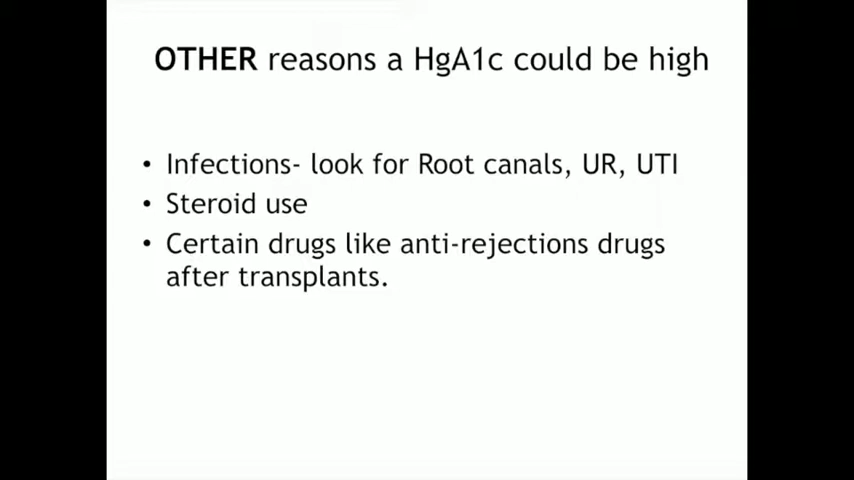 OTHER reasons a HgA1c could be high
• Infections- look for Root canals, UR, UTI
• Steroid use
• Certain drugs like anti-rejections drugs
after transplants.